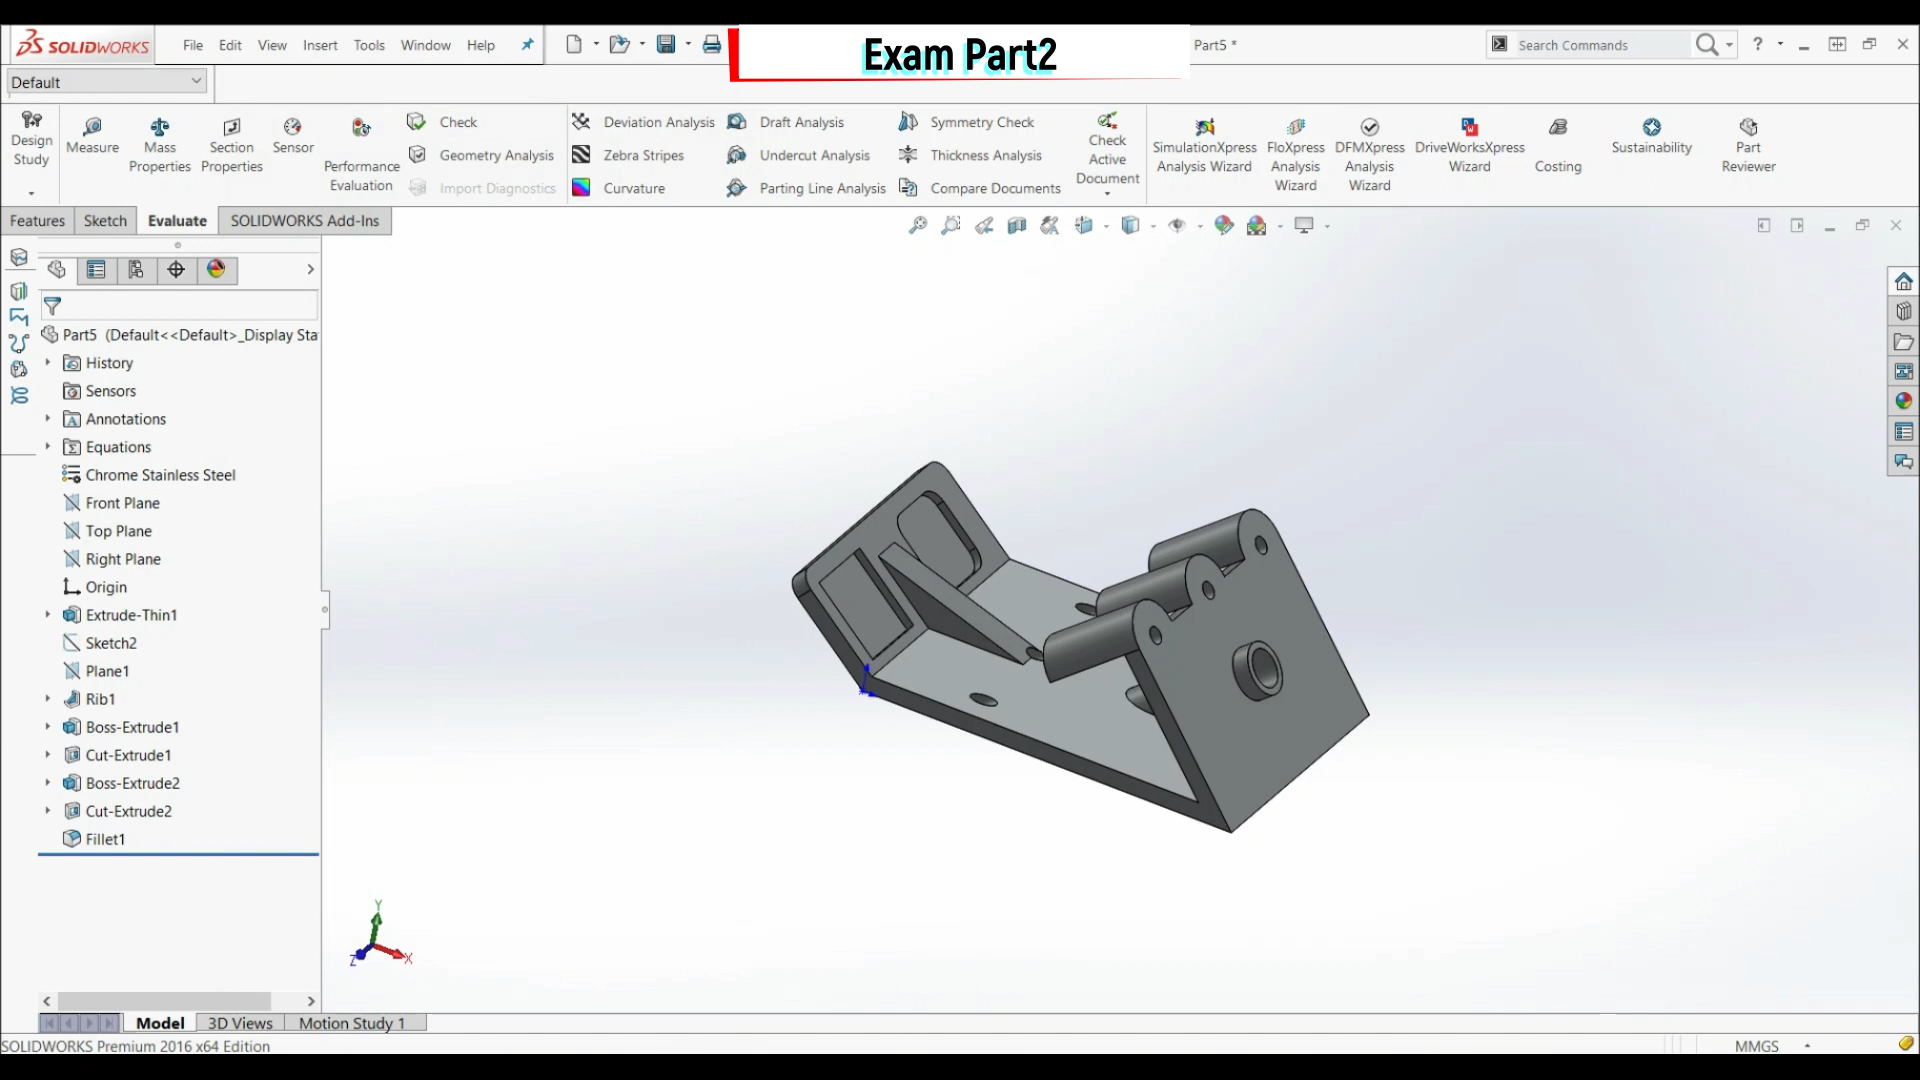 SOLIDWORKS File Edit View Insert Tools Window Help Exam Part2 Part5 * Search Commands ?
Default
Design Study
Measure
Mass Properties
Section Properties
Sensor
Performance Evaluation
Check
Geometry Analysis
Import Diagnostics
Deviation Analysis
Zebra Stripes
Curvature
Draft Analysis
Undercut Analysis
Parting Line Analysis
Symmetry Check
Thickness Analysis
Compare Documents
Check Active Document
SimulationXpress Analysis Wizard
FloXpress Analysis Wizard
DFMXpress Analysis Wizard
DriveWorksXpress Wizard
Costing
Sustainability
Part Reviewer
Features Sketch Evaluate SOLIDWORKS Add-Ins
Part5 (Default<<Default>_Display Sta
History
Sensors
Annotations
Equations
Chrome Stainless Steel
Front Plane
Top Plane
Right Plane
Origin
Extrude-Thin1
Sketch2
Plane1
Rib1
Boss-Extrude1
Cut-Extrude1
Boss-Extrude2
Cut-Extrude2
Fillet1
Y
Z X
Model 3D Views Motion Study 1
SOLIDWORKS Premium 2016 x64 Edition MMGS